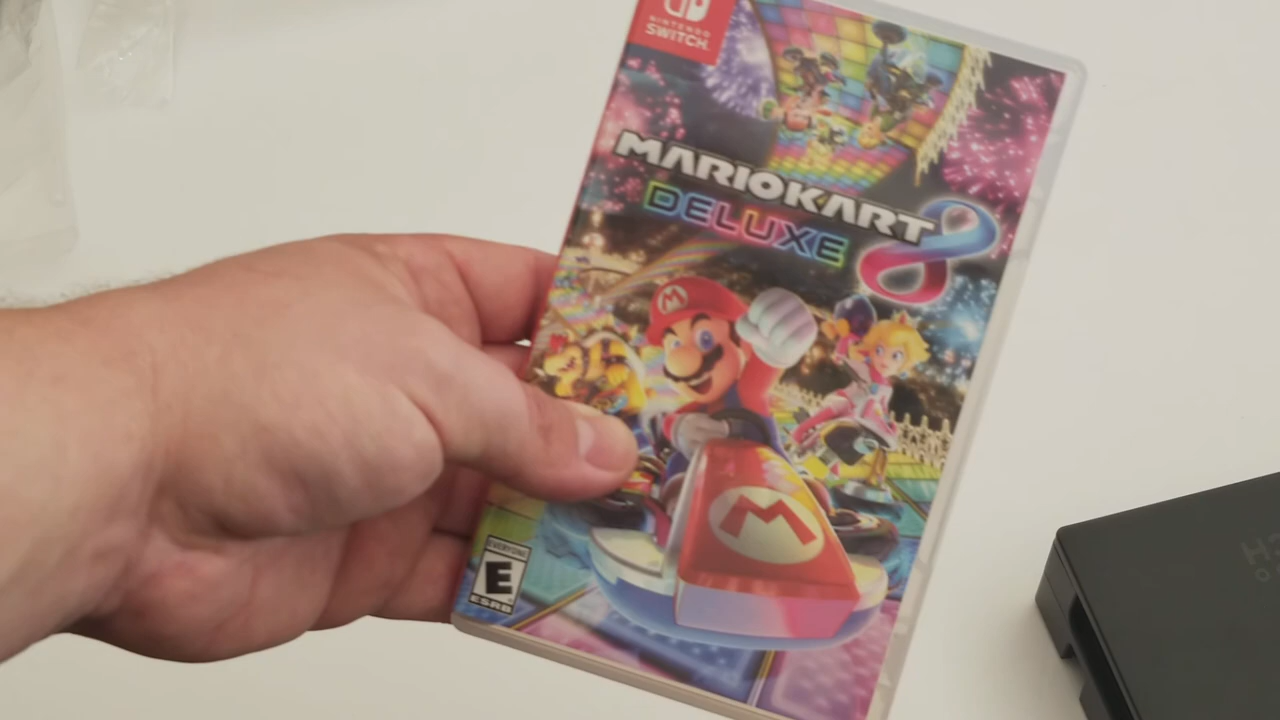 NINTENDO
SWITCH
MARIOKART 8
DELUXE
M
M
EVERYONE
E
ESRB